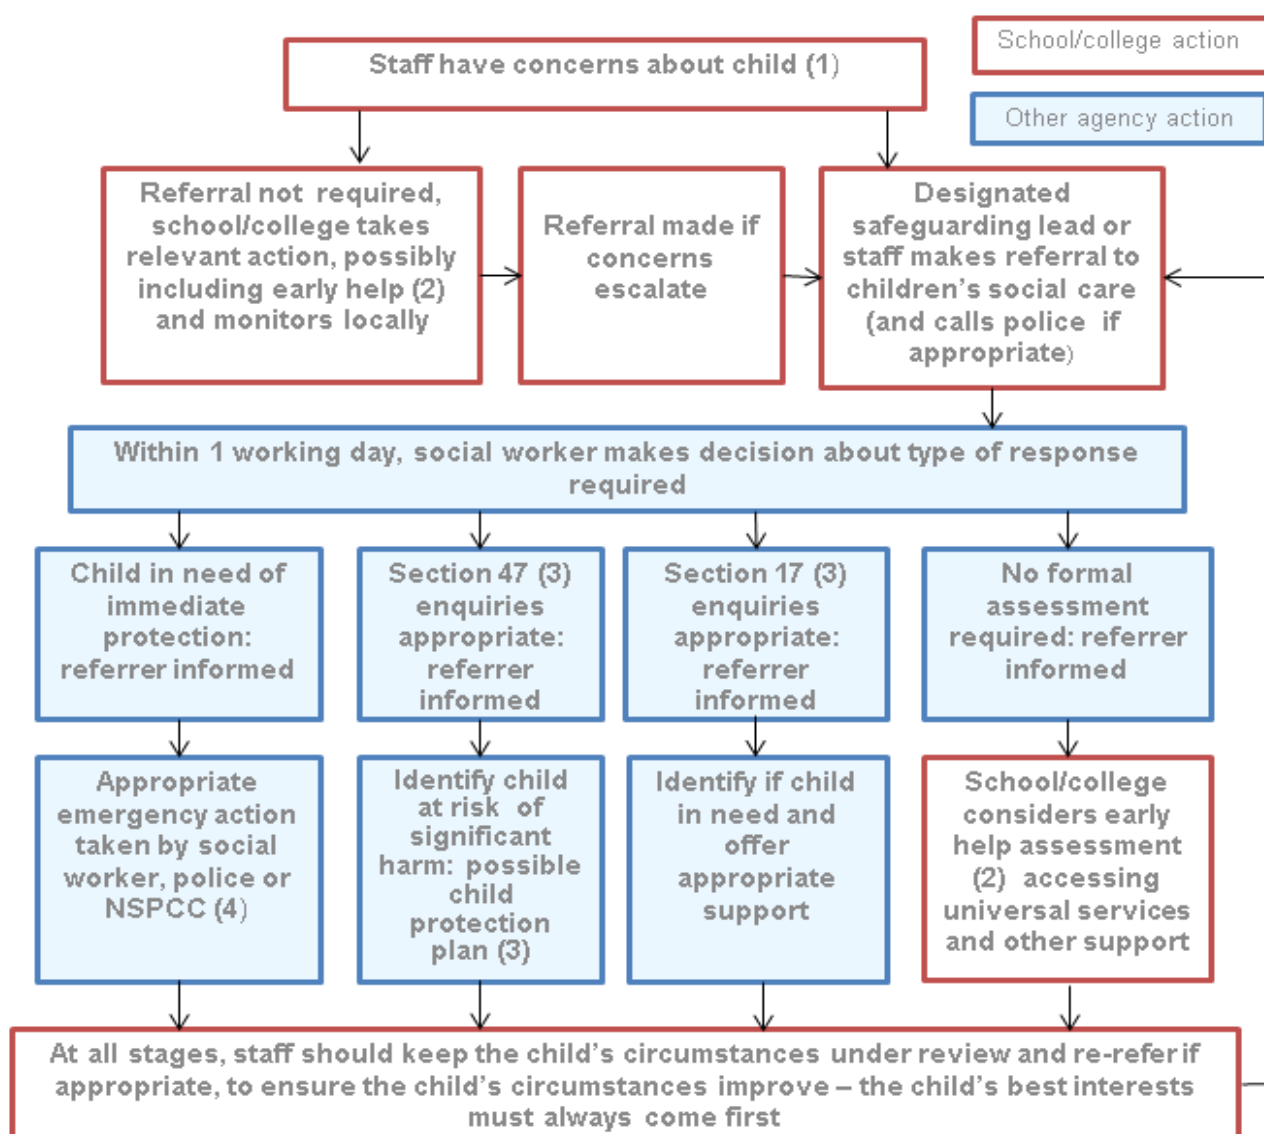 School/college action
Staff have concerns about child (1)
Other agency action
Referral not required,
school/college takes
relevant action, possibly
including early help (2)
and monitors locally
Referral made if
concerns
escalate
Designated
safeguarding lead or
staff makes referral to
children's social care
(and calls police if
appropriate)
Within 1 working day, social worker makes decision about type of response
required
Child in need of
immediate
protection:
referrer informed
Section 47 (3)
enquiries
appropriate:
referrer
informed
Section 17 (3)
enquiries
appropriate:
referrer
informed
No formal
assessment
required: referrer
informed
Appropriate
emergency action
taken by social
worker, police or
NSPCC (4)
Identify child
at risk of
significant
harm: possible
child
protection
plan (3)
Identify if child
in need and
offer
appropriate
support
School/college
considers early
help assessment
(2) accessing
universal services
and other support
At all stages, staff should keep the child's circumstances under review and re-refer if
appropriate, to ensure the child's circumstances improve – the child's best interests
must always come first